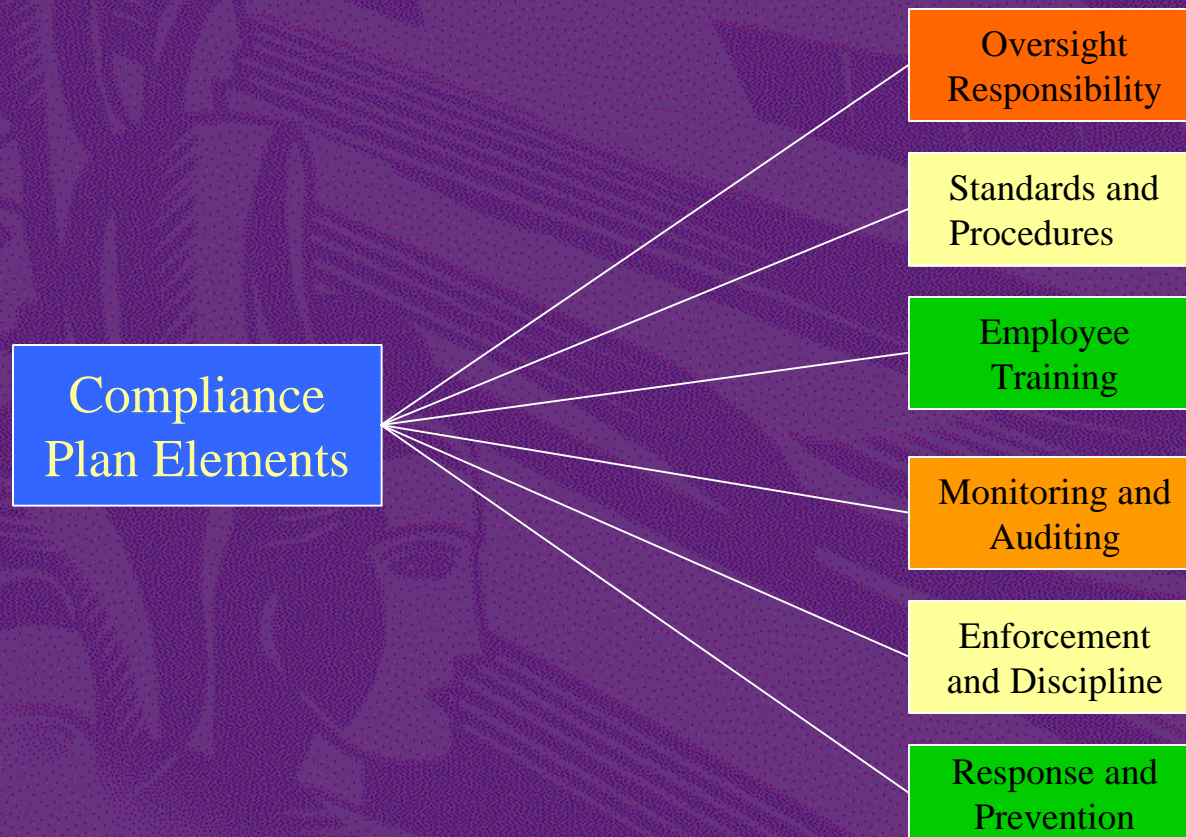 Compliance
Plan Elements
Oversight
Responsibility
Standards and
Procedures
Employee
Training
Monitoring and
Auditing
Enforcement
and Discipline
Response and
Prevention